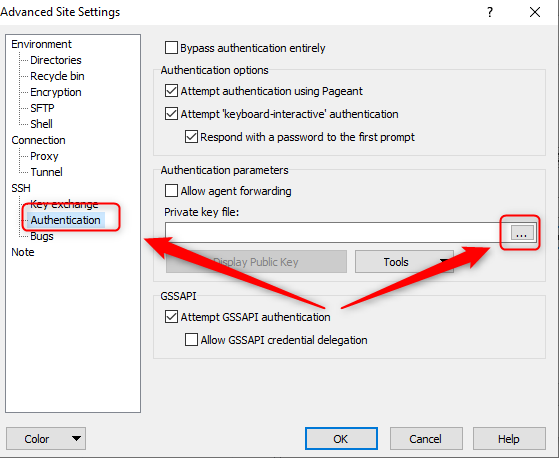 Advanced Site Settings
?
Environment
Directories
Recycle bin
Encryption
SFTP
Shell
Connection
Proxy
Tunnel
SSH
Key exchange
Authentication
Bugs
Note
Bypass authentication entirely
Authentication options
Attempt authentication using Pageant
Attempt 'keyboard-interactive' authentication
Respond with a password to the first prompt
Authentication parameters
Allow agent forwarding
Private key file:
...
Display Public Key
Tools
GSSAPI
Attempt GSSAPI authentication
Allow GSSAPI credential delegation
Color
OK
Cancel
Help